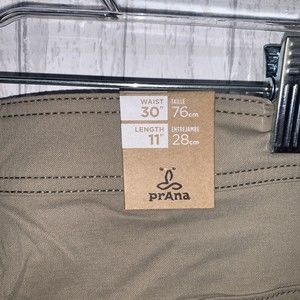 WAIST TAILLE
30" 76cm
LENGTH ENTREJAMBE
11" 28cm
prAna